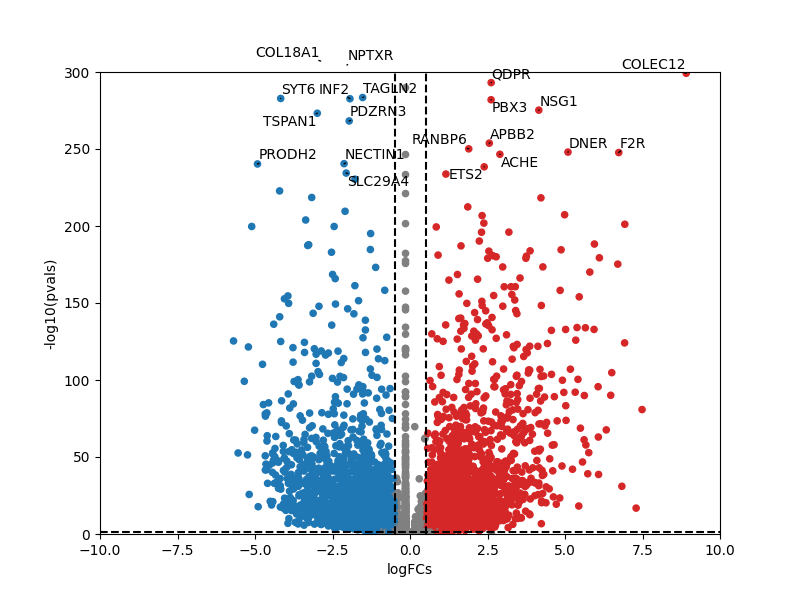 COL18A1
NPTXR
COLEC12
QDPR
SYT6
INF2
TAGLN2
PBX3
NSG1
PDZRN3
TSPAN1
RANBP6
APBB2
DNER
F2R
PRODH2
NECTIN1
ACHE
SLC29A4
ETS2
300
250
200
150
100
50
0
-log10(pvals)
−10.0
−7.5
−5.0
−2.5
0.0
2.5
5.0
7.5
10.0
logFCs